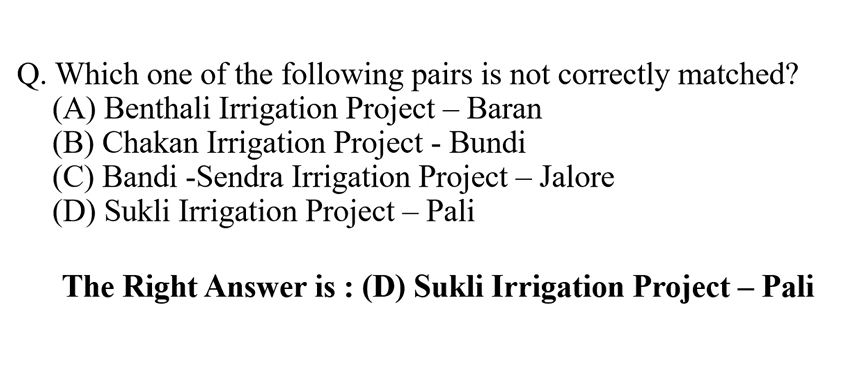 Q. Which one of the following pairs is not correctly matched?
(A) Benthali Irrigation Project – Baran
(B) Chakan Irrigation Project - Bundi
(C) Bandi -Sendra Irrigation Project – Jalore
(D) Sukli Irrigation Project – Pali
The Right Answer is : (D) Sukli Irrigation Project – Pali